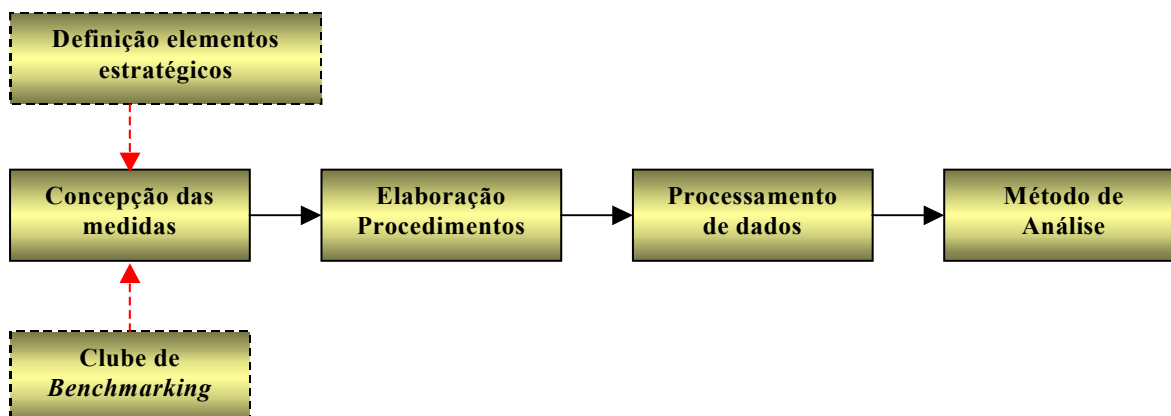 Definição elementos
estratégicos
Concepção das
medidas
Elaboração
Procedimentos
Processamento
de dados
Método de
Análise
Clube de
Benchmarking